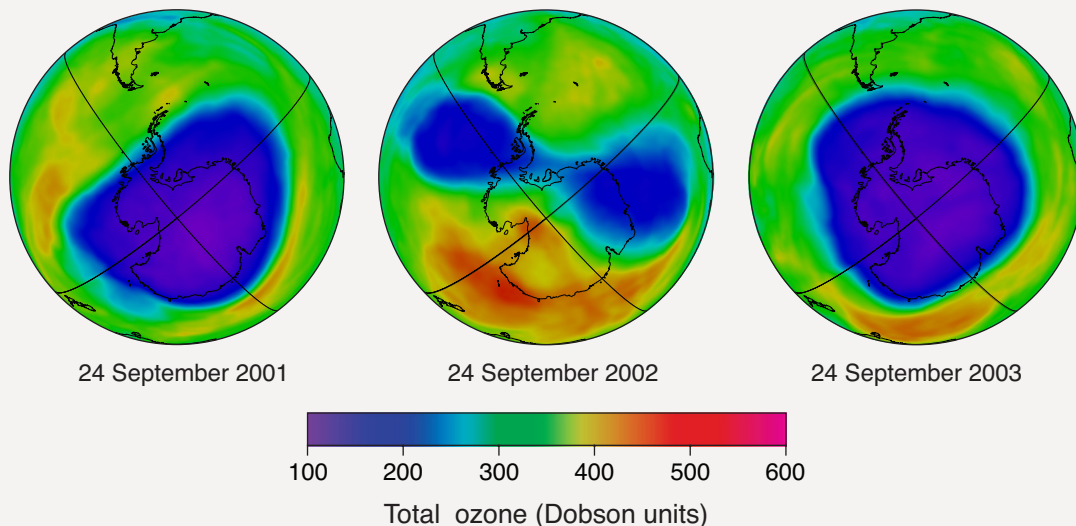 24 September 2001
24 September 2002
24 September 2003
100 200 300 400 500 600
Total ozone (Dobson units)